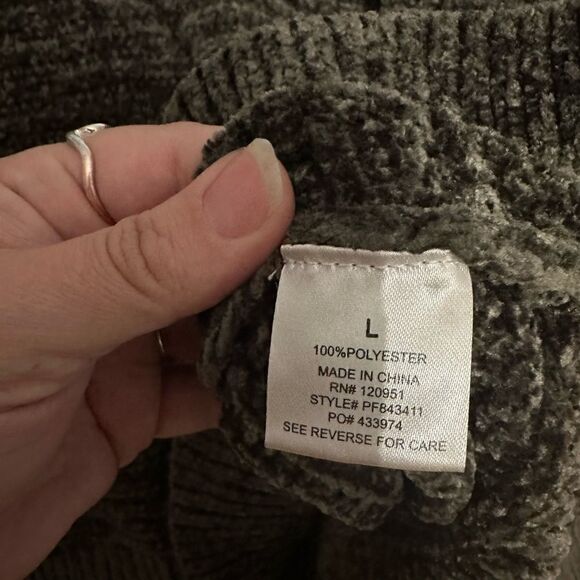 L
100%POLYESTER
MADE IN CHINA
RN# 120951
STYLE# PF843411
PO# 433974
SEE REVERSE FOR CARE